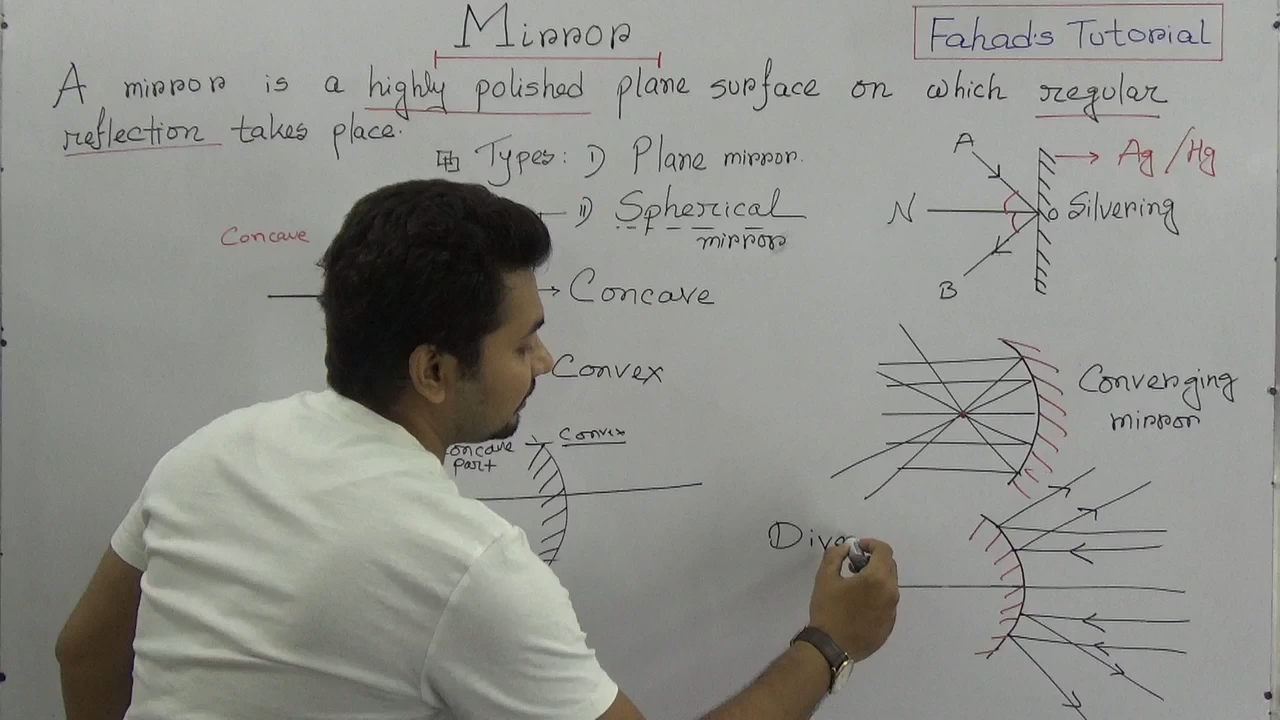 Mirror
Fahad's Tutorial
A mirror is a highly polished plane surface on which regular
reflection takes place.
Types: I) Plane mirror.
II) Spherical
mirror
Concave
→ Concave
Convex
Concave
part
Convex
A
→ Ag / Hg
N
O
Silvering
B
Converging
mirror